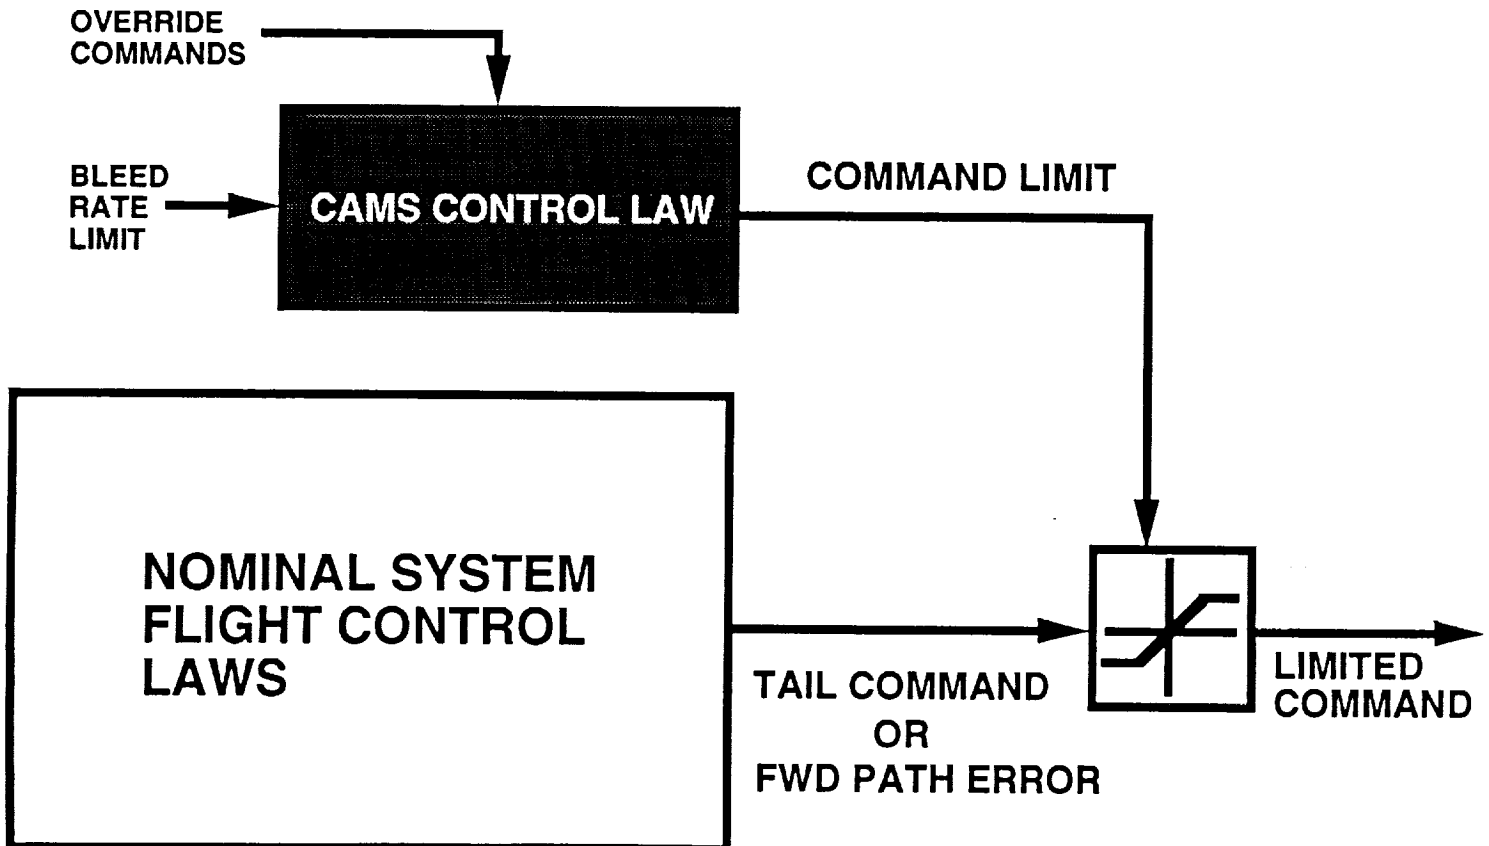 OVERRIDE
COMMANDS
BLEED
RATE
LIMIT
CAMS CONTROL LAW
COMMAND LIMIT
NOMINAL SYSTEM
FLIGHT CONTROL
LAWS
TAIL COMMAND
OR
FWD PATH ERROR
LIMITED
COMMAND